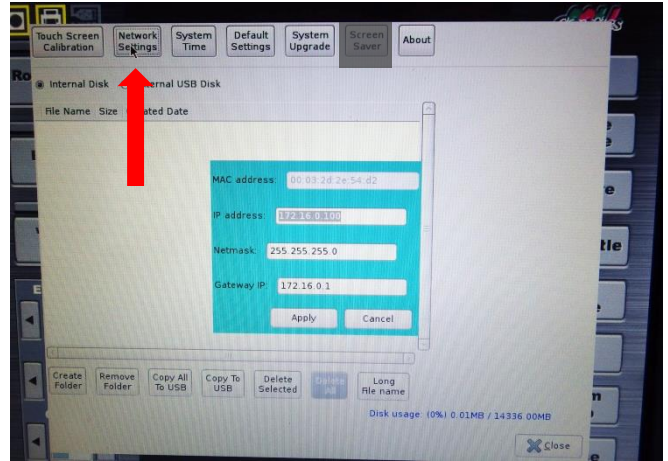 Touch Screen Calibration
Network Settings
System Time
Default Settings
System Upgrade
Screen Saver
About
Internal Disk
USB Disk
File Name Size
Date
MAC address: 00:03:2d:2e:54:d2
IP address: 172.16.0.100
Netmask: 255.255.255.0
Gateway IP: 172.16.0.1
Apply Cancel
Create Folder
Remove Folder
Copy All To USB
Copy To USB
Delete Selected
Delete All
Long File name
Disk usage: (0%) 0.01MB / 14336.00MB
Close